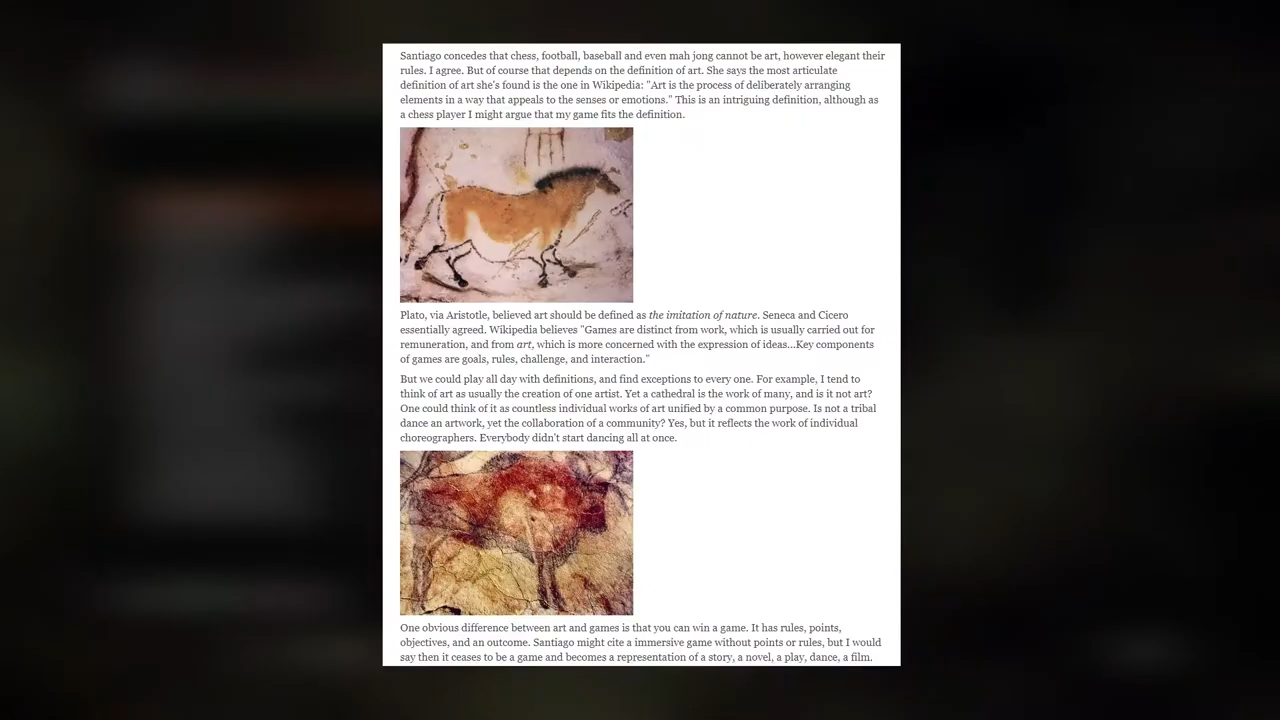 Santiago concedes that chess, football, baseball and even mah jong cannot be art, however elegant their
rules. I agree. But of course that depends on the definition of art. She says the most articulate
definition of art she's found is the one in Wikipedia: "Art is the process of deliberately arranging
elements in a way that appeals to the senses or emotions." This is an intriguing definition, although as
a chess player I might argue that my game fits the definition.
Plato, via Aristotle, believed art should be defined as the imitation of nature. Seneca and Cicero
essentially agreed. Wikipedia believes "Games are distinct from work, which is usually carried out for
remuneration, and from art, which is more concerned with the expression of ideas...Key components
of games are goals, rules, challenge, and interaction."
But we could play all day with definitions, and find exceptions to every one. For example, I tend to
think of art as usually the creation of one artist. Yet a cathedral is the work of many, and is it not art?
One could think of it as countless individual works of art unified by a common purpose. Is not a tribal
dance an artwork, yet the collaboration of a community? Yes, but it reflects the work of individual
choreographers. Everybody didn't start dancing all at once.
One obvious difference between art and games is that you can win a game. It has rules, points,
objectives, and an outcome. Santiago might cite a immersive game without points or rules, but I would
say then it ceases to be a game and becomes a representation of a story, a novel, a play, dance, a film.